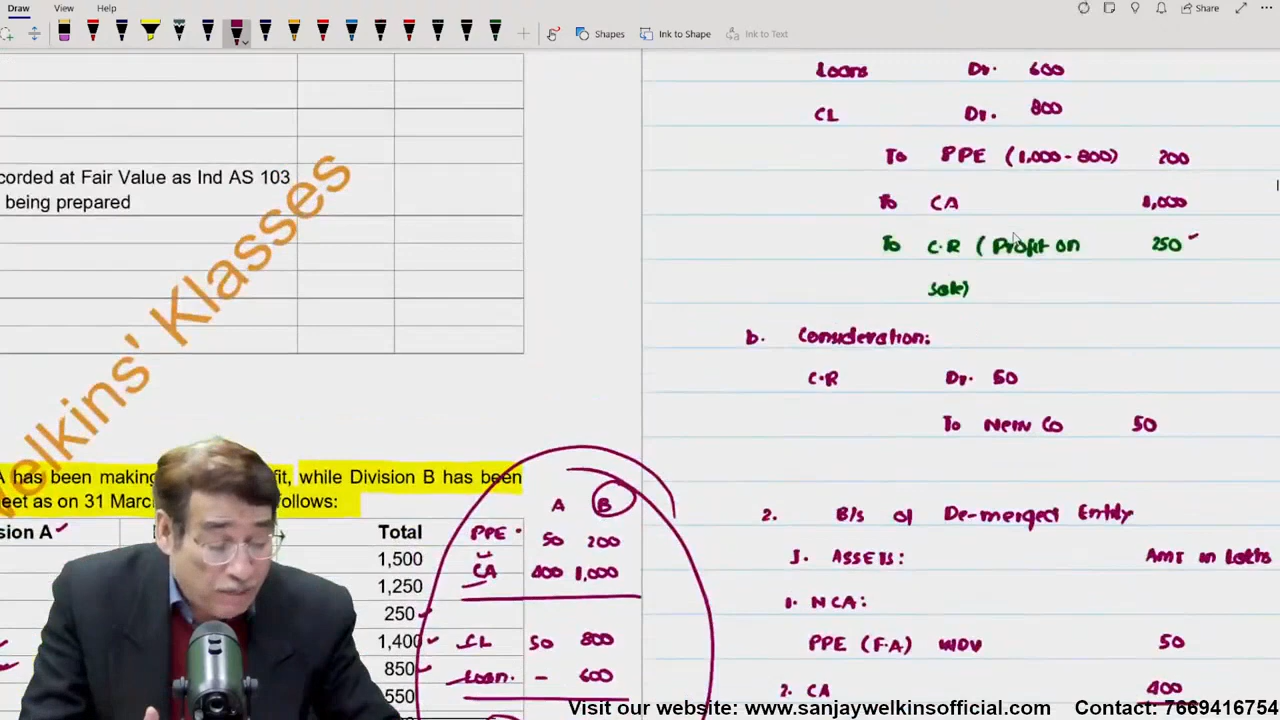 Draw View Help
Share
Shapes Ink to Shape Ink to Text
corded at Fair Value as Ind AS 103
being prepared
elkins' Klasses
A has been making
it, while Division B has been
eet as on 31 Marc
follows:
sion A
Total
1,500
1,250
250
1,400
850
550
A B
PPE 50 200
CA 400 1,000
CL 50 800
Loan. – 600
Loans Dr. 600
CL Dr. 800
To PPE (1,000 - 800) 200
To CA 1,000
To C.R (Profit on 250
sale)
b. Consideration:
C.R Dr. 50
To New Co 50
2. B/s of De-merged Entity
I. ASSETS: Amt in Lakhs
1. NCA:
PPE (F.A) WDV 50
2. CA 400
Visit our website: www.sanjaywelkinsofficial.com Contact: 7669416754